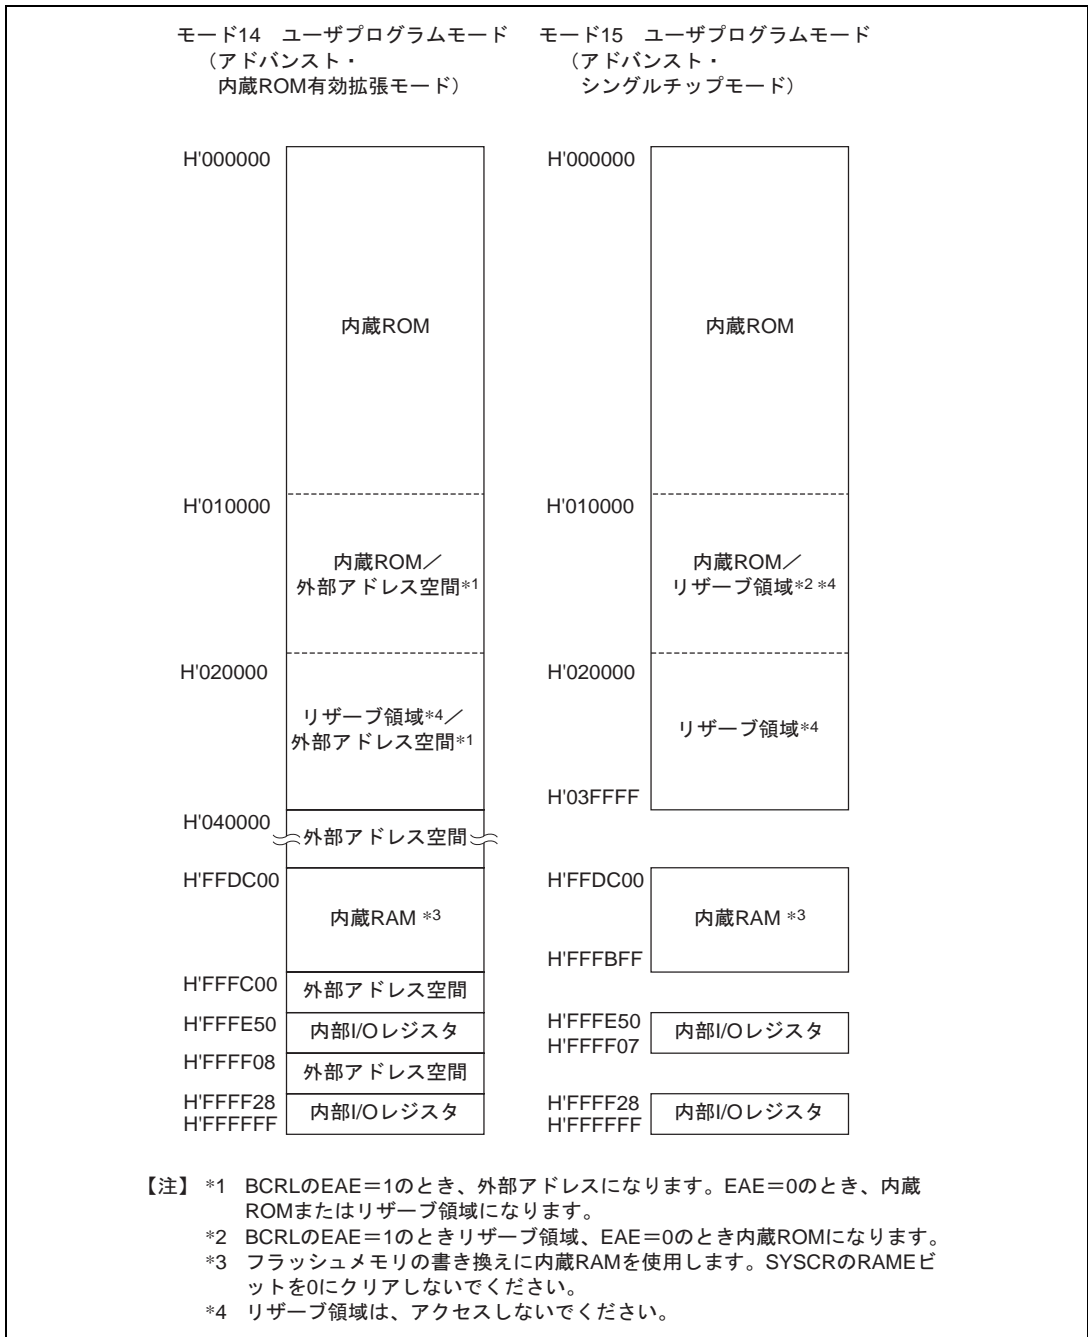 モード14　ユーザプログラムモード
（アドバンスト・
内蔵ROM有効拡張モード）
H'000000
内蔵ROM
H'010000
内蔵ROM／
外部アドレス空間*1
H'020000
リザーブ領域*4／
外部アドレス空間*1
H'040000
外部アドレス空間
H'FFDC00
内蔵RAM *3
H'FFFC00
外部アドレス空間
H'FFFE50
内部I/Oレジスタ
H'FFFF08
外部アドレス空間
H'FFFF28
内部I/Oレジスタ
H'FFFFFF
モード15　ユーザプログラムモード
（アドバンスト・
シングルチップモード）
H'000000
内蔵ROM
H'010000
内蔵ROM／
リザーブ領域*2 *4
H'020000
リザーブ領域*4
H'03FFFF
H'FFDC00
内蔵RAM *3
H'FFFBFF
H'FFFE50
内部I/Oレジスタ
H'FFFF07
H'FFFF28
内部I/Oレジスタ
H'FFFFFF
【注】 *1　BCRLのEAE＝1のとき、外部アドレスになります。EAE＝0のとき、内蔵
ROMまたはリザーブ領域になります。
*2　BCRLのEAE＝1のときリザーブ領域、EAE＝0のとき内蔵ROMになります。
*3　フラッシュメモリの書き換えに内蔵RAMを使用します。SYSCRのRAMEビ
ットを0にクリアしないでください。
*4　リザーブ領域は、アクセスしないでください。